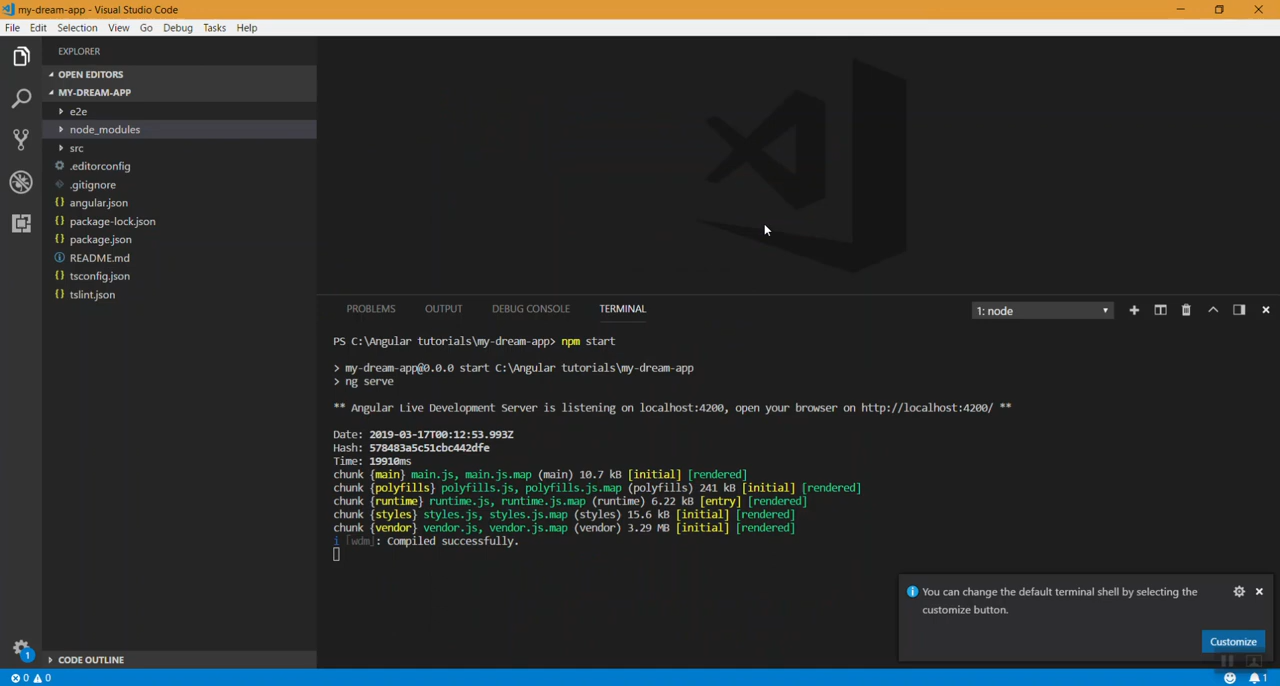 my-dream-app - Visual Studio Code
File Edit Selection View Go Debug Tasks Help
EXPLORER
OPEN EDITORS
MY-DREAM-APP
e2e
node_modules
src
.editorconfig
.gitignore
{} angular.json
{} package-lock.json
{} package.json
README.md
{} tsconfig.json
{} tslint.json
CODE OUTLINE
PROBLEMS OUTPUT DEBUG CONSOLE TERMINAL
1: node
PS C:\Angular tutorials\my-dream-app> npm start
> my-dream-app@0.0.0 start C:\Angular tutorials\my-dream-app
> ng serve
** Angular Live Development Server is listening on localhost:4200, open your browser on http://localhost:4200/ **
Date: 2019-03-17T00:12:53.993Z
Hash: 578483a5c51cbc442dfe
Time: 19910ms
chunk {main} main.js, main.js.map (main) 10.7 kB [initial] [rendered]
chunk {polyfills} polyfills.js, polyfills.js.map (polyfills) 241 kB [initial] [rendered]
chunk {runtime} runtime.js, runtime.js.map (runtime) 6.22 kB [entry] [rendered]
chunk {styles} styles.js, styles.js.map (styles) 15.6 kB [initial] [rendered]
chunk {vendor} vendor.js, vendor.js.map (vendor) 3.29 MB [initial] [rendered]
i ｢wdm｣: Compiled successfully.
You can change the default terminal shell by selecting the
customize button.
Customize
1
0 0
1